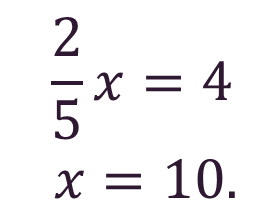 2/5 x = 4
x = 10.